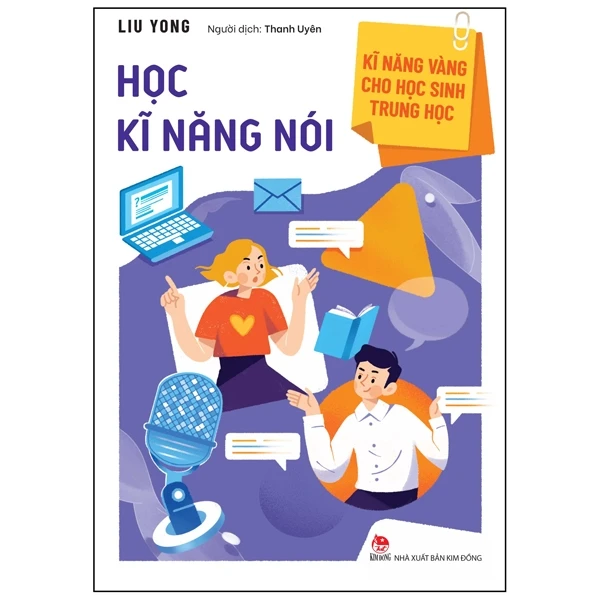 LIU YONG
Người dịch: Thanh Uyên
HỌC
KĨ NĂNG NÓI
KĨ NĂNG VÀNG
CHO HỌC SINH
TRUNG HỌC
?
KIM ĐỒNG
NHÀ XUẤT BẢN KIM ĐỒNG